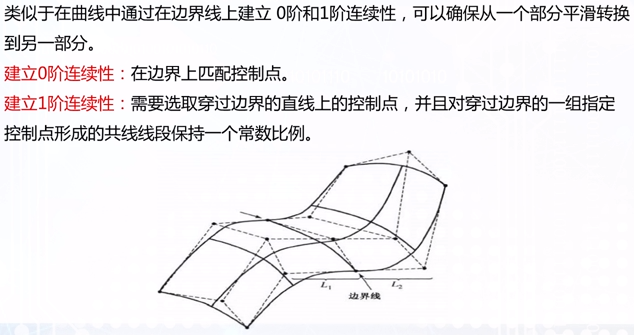 类似于在曲线中通过在边界线上建立 0阶和1阶连续性，可以确保从一个部分平滑转换
到另一部分。
建立0阶连续性：在边界上匹配控制点。
建立1阶连续性：需要选取穿过边界的直线上的控制点，并且对穿过边界的一组指定
控制点形成的共线线段保持一个常数比例。
L1 L2
边界线